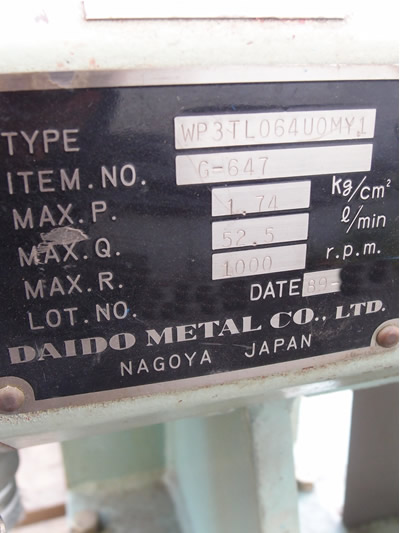 TYPE WP3TL064U0MY1
ITEM.NO. G-647
MAX.P. 1.74 kg/cm²
MAX.Q. 52.5 ℓ/min
MAX.R. 1000 r.p.m.
LOT.NO. DATE 89-
DAIDO METAL CO., LTD.
NAGOYA JAPAN